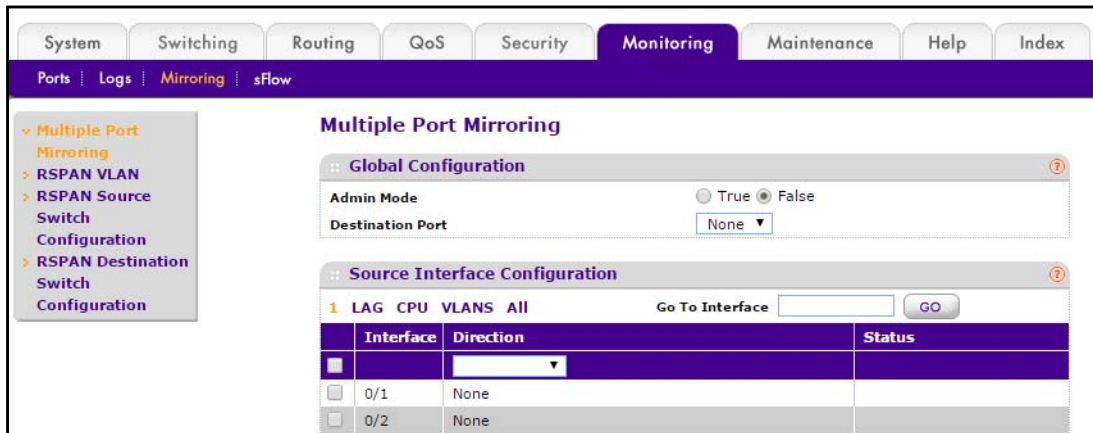 System Switching Routing QoS Security Monitoring Maintenance Help Index
Ports Logs Mirroring sFlow
Multiple Port
Mirroring
RSPAN VLAN
RSPAN Source
Switch
Configuration
RSPAN Destination
Switch
Configuration
Multiple Port Mirroring
Global Configuration
Admin Mode True False
Destination Port None
Source Interface Configuration
1 LAG CPU VLANS All Go To Interface GO
Interface Direction Status
0/1 None
0/2 None